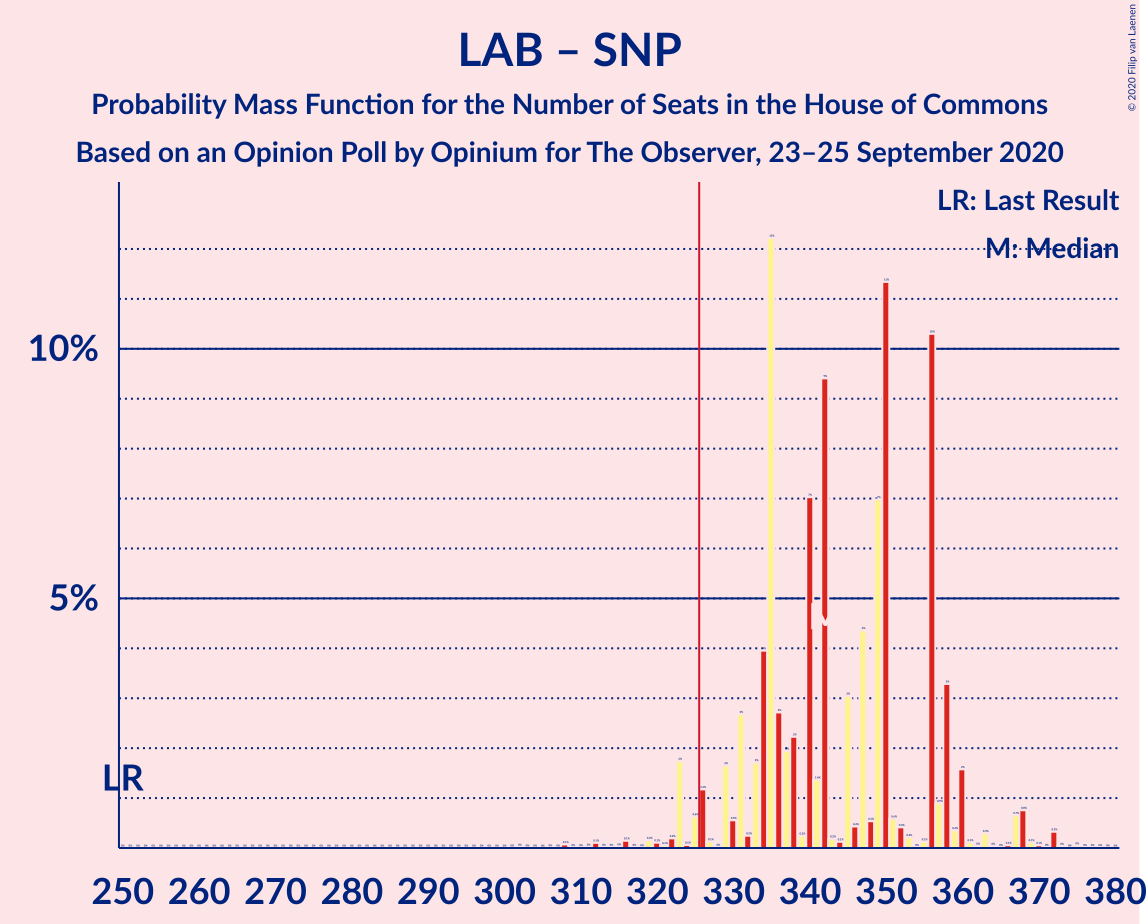 LAB – SNP
Probability Mass Function for the Number of Seats in the House of Commons
Based on an Opinion Poll by Opinium for The Observer, 23–25 September 2020
© 2020 Filip van Laenen
LR: Last Result
M: Median
10%
5%
LR
M
250 260 270 280 290 300 310 320 330 340 350 360 370 380